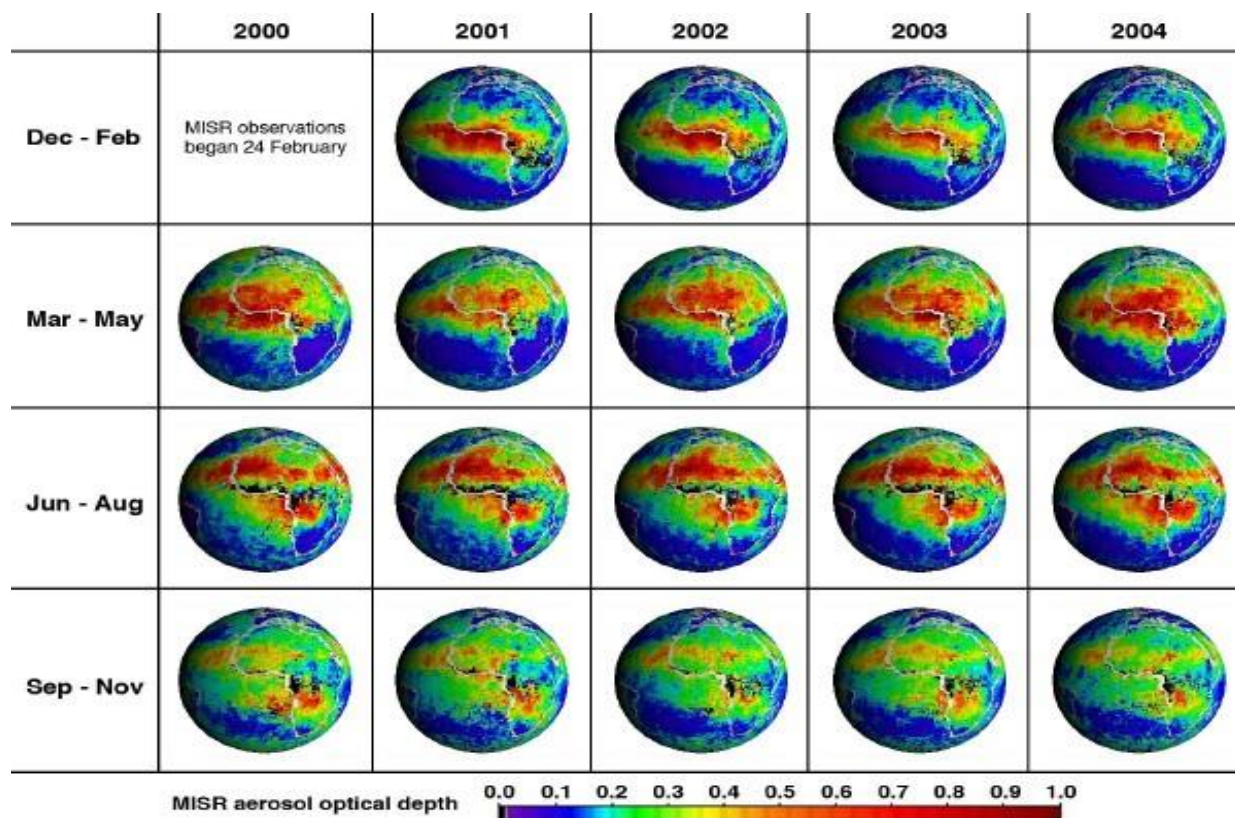 2000 2001 2002 2003 2004
Dec - Feb
MISR observations
began 24 February
Mar - May
Jun - Aug
Sep - Nov
MISR aerosol optical depth
0.0 0.1 0.2 0.3 0.4 0.5 0.6 0.7 0.8 0.9 1.0